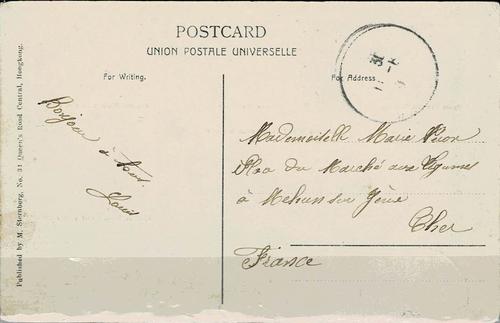 POSTCARD
UNION POSTALE UNIVERSELLE
For Writing.
For Address
Published by M. Sternberg, No. 31 Queen's Road Central, Hongkong.
Bonjour
à tous.
Louis
Mademoiselle Marie
du Marché aux Légumes
à Mehun sur Yèvre
Cher
France